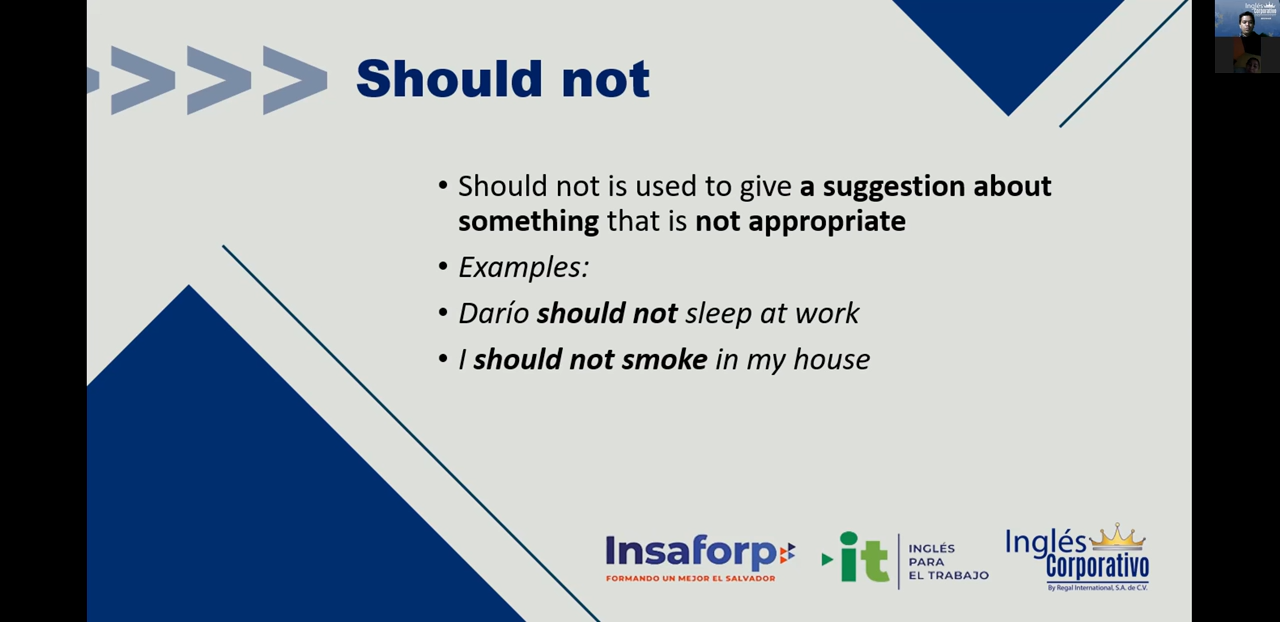 Should not
• Should not is used to give a suggestion about
something that is not appropriate
• Examples:
• Darío should not sleep at work
• I should not smoke in my house
Insaforp
FORMANDO UN MEJOR EL SALVADOR
it
INGLÉS
PARA
EL TRABAJO
Inglés
Corporativo
By Regal International, S.A. de C.V.
Inglés
Corporativo